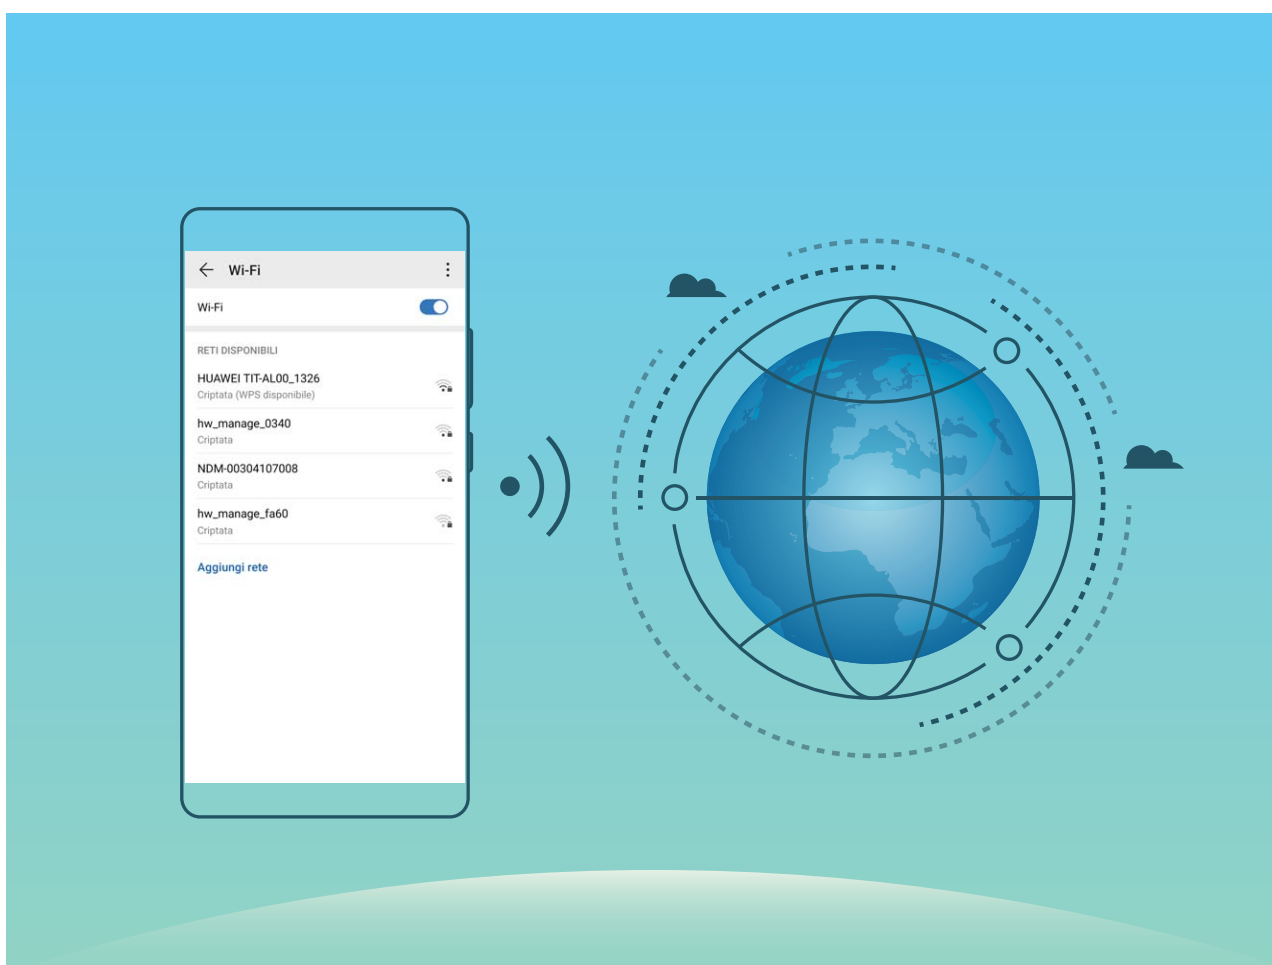 Wi-Fi
Wi-Fi
RETI DISPONIBILI
HUAWEI TIT-AL00_1326
Criptata (WPS disponibile)
hw_manage_0340
Criptata
NDM-00304107008
Criptata
hw_manage_fa60
Criptata
Aggiungi rete